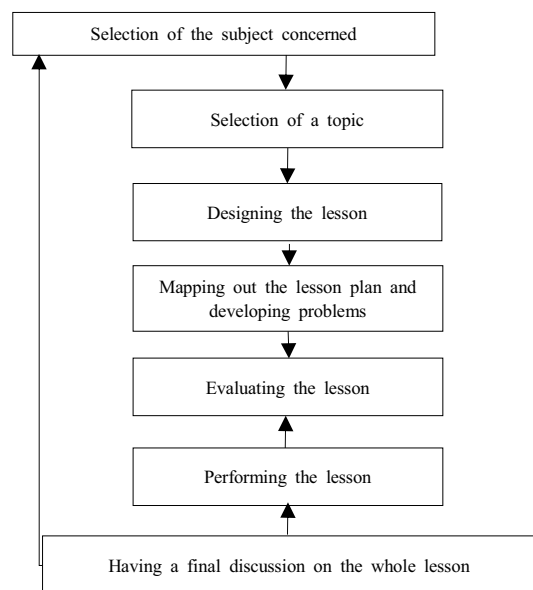 Selection of the subject concerned
Selection of a topic
Designing the lesson
Mapping out the lesson plan and
developing problems
Evaluating the lesson
Performing the lesson
Having a final discussion on the whole lesson